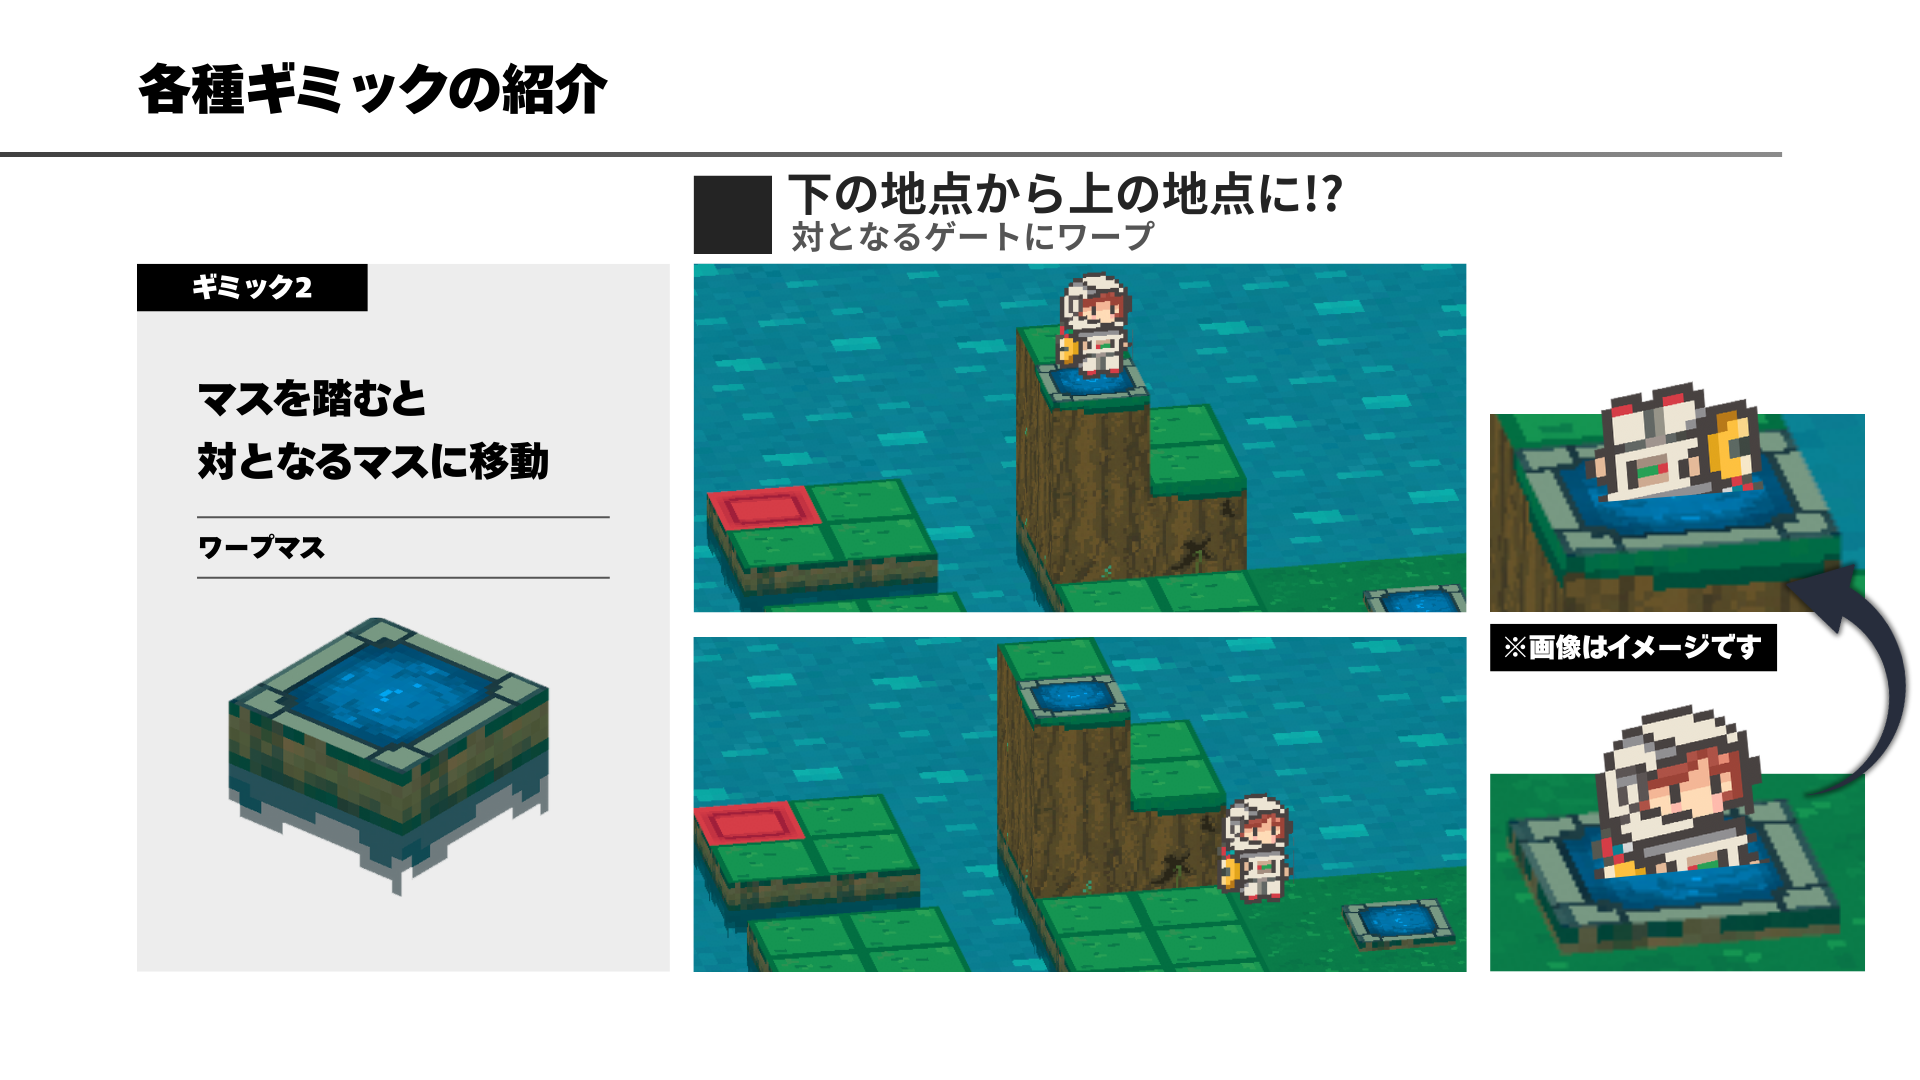 各種ギミックの紹介
下の地点から上の地点に!?
対となるゲートにワープ
ギミック2
マスを踏むと
対となるマスに移動
ワープマス
※画像はイメージです